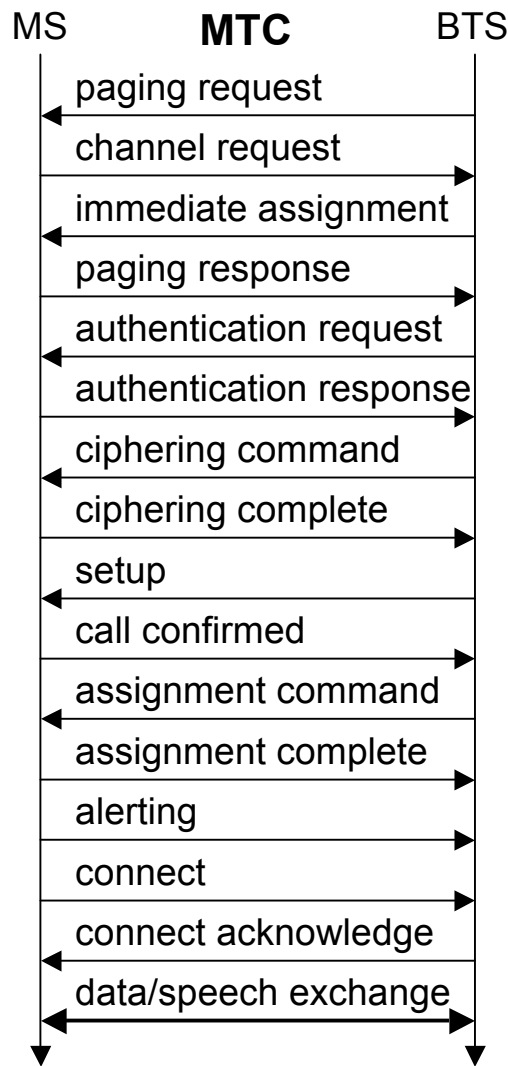 MS MTC BTS
paging request
channel request
immediate assignment
paging response
authentication request
authentication response
ciphering command
ciphering complete
setup
call confirmed
assignment command
assignment complete
alerting
connect
connect acknowledge
data/speech exchange